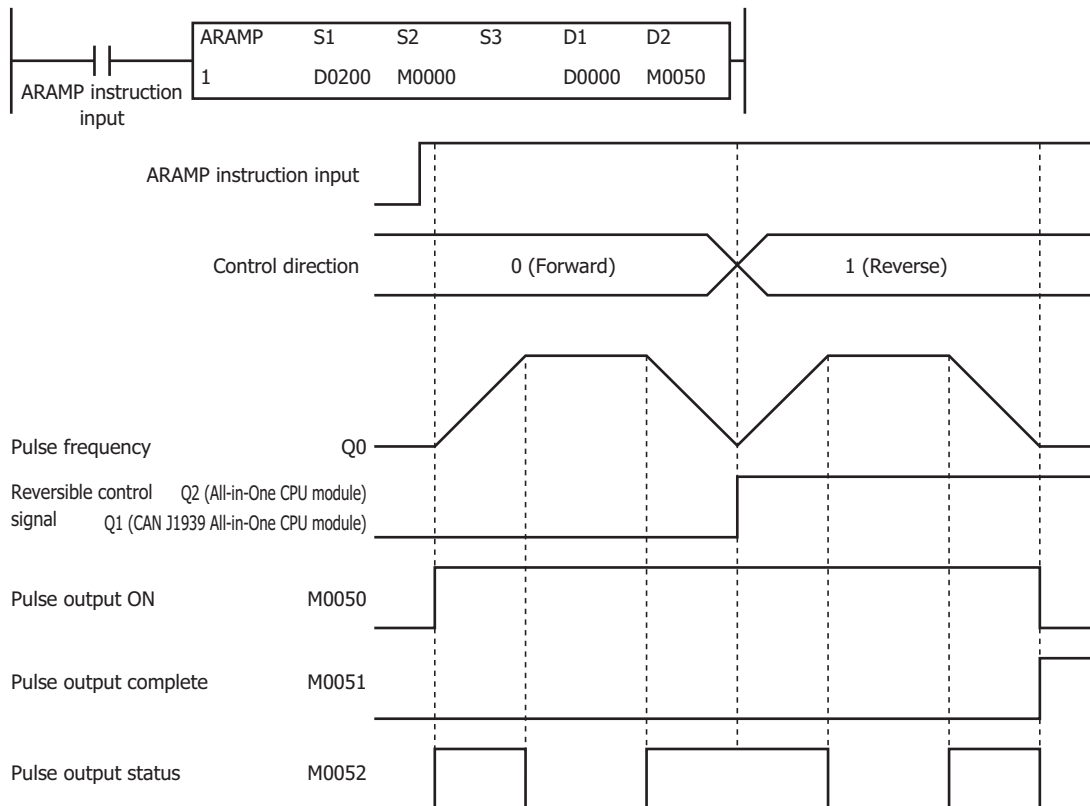 ARAMP S1 S2 S3 D1 D2
1 D0200 M0000 D0000 M0050
ARAMP instruction
input
ARAMP instruction input
Control direction 0 (Forward) 1 (Reverse)
Pulse frequency Q0
Reversible control Q2 (All-in-One CPU module)
signal Q1 (CAN J1939 All-in-One CPU module)
Pulse output ON M0050
Pulse output complete M0051
Pulse output status M0052